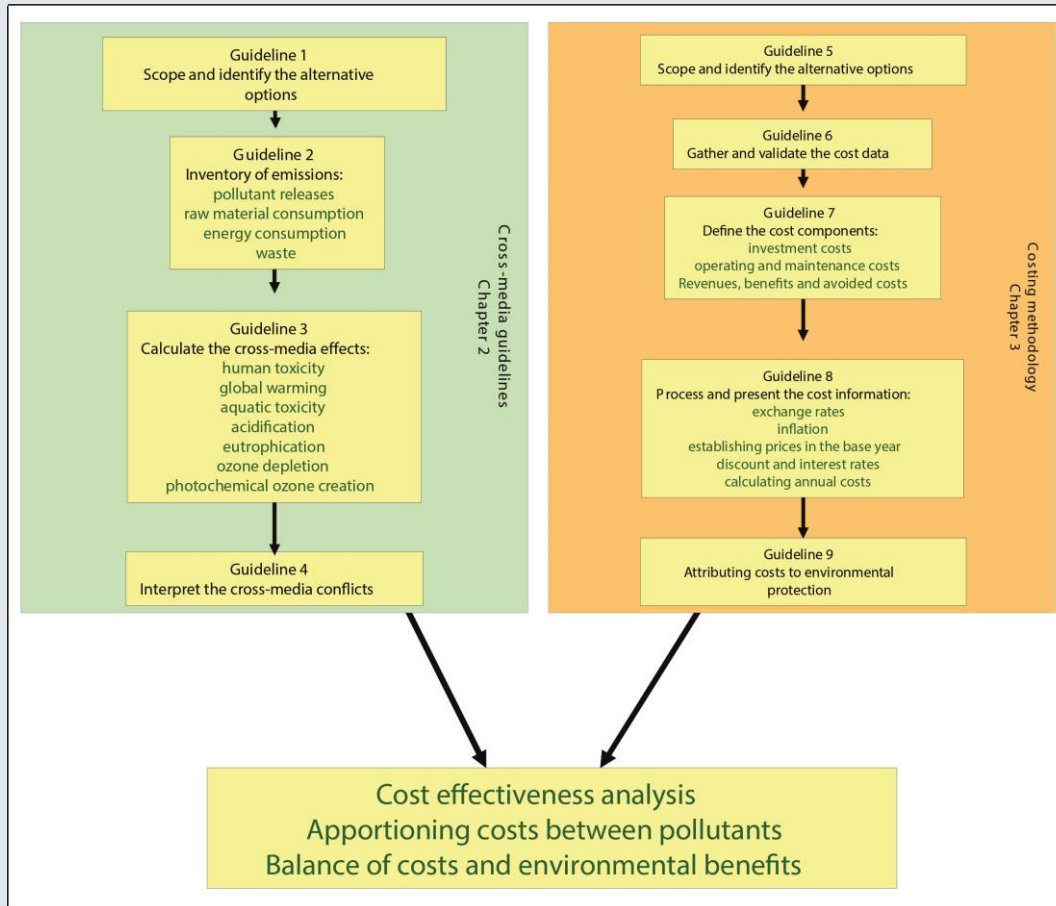 Guideline 1
Scope and identify the alternative
options
Guideline 2
Inventory of emissions:
pollutant releases
raw material consumption
energy consumption
waste
Guideline 3
Calculate the cross-media effects:
human toxicity
global warming
aquatic toxicity
acidification
eutrophication
ozone depletion
photochemical ozone creation
Guideline 4
Interpret the cross-media conflicts
Cross-media guidelines
Chapter 2
Guideline 5
Scope and identify the alternative options
Guideline 6
Gather and validate the cost data
Guideline 7
Define the cost components:
investment costs
operating and maintenance costs
Revenues, benefits and avoided costs
Guideline 8
Process and present the cost information:
exchange rates
inflation
establishing prices in the base year
discount and interest rates
calculating annual costs
Guideline 9
Attributing costs to environmental
protection
Costing methodology
Chapter 3
Cost effectiveness analysis
Apportioning costs between pollutants
Balance of costs and environmental benefits